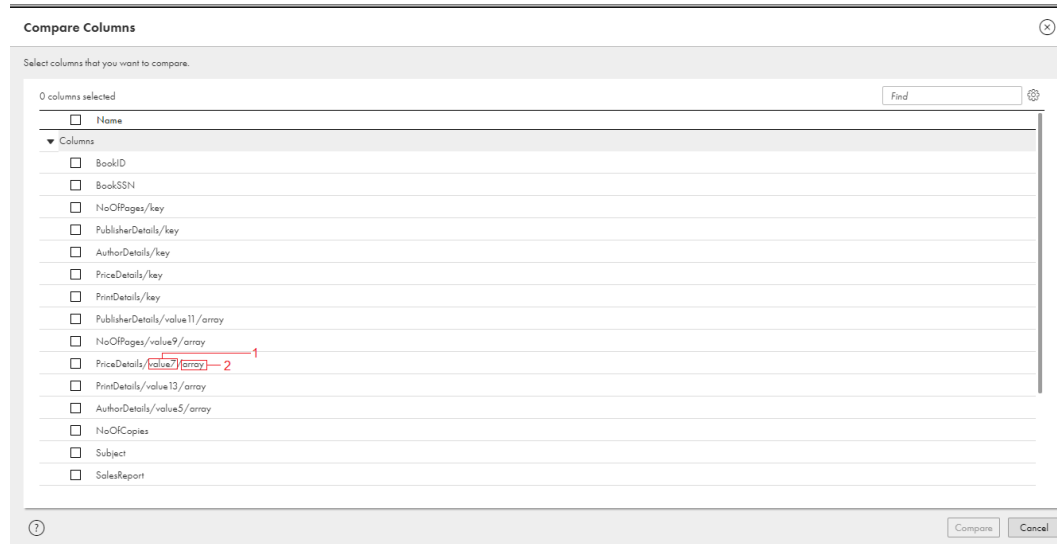 Compare Columns
Select columns that you want to compare.
0 columns selected
Find
Name
Columns
BookID
BookSSN
NoOfPages/key
PublisherDetails/key
AuthorDetails/key
PriceDetails/key
PrintDetails/key
PublisherDetails/value11/array
NoOfPages/value9/array
1
PriceDetails/value7/array 2
PrintDetails/value13/array
AuthorDetails/value5/array
NoOfCopies
Subject
SalesReport
?
Compare
Cancel